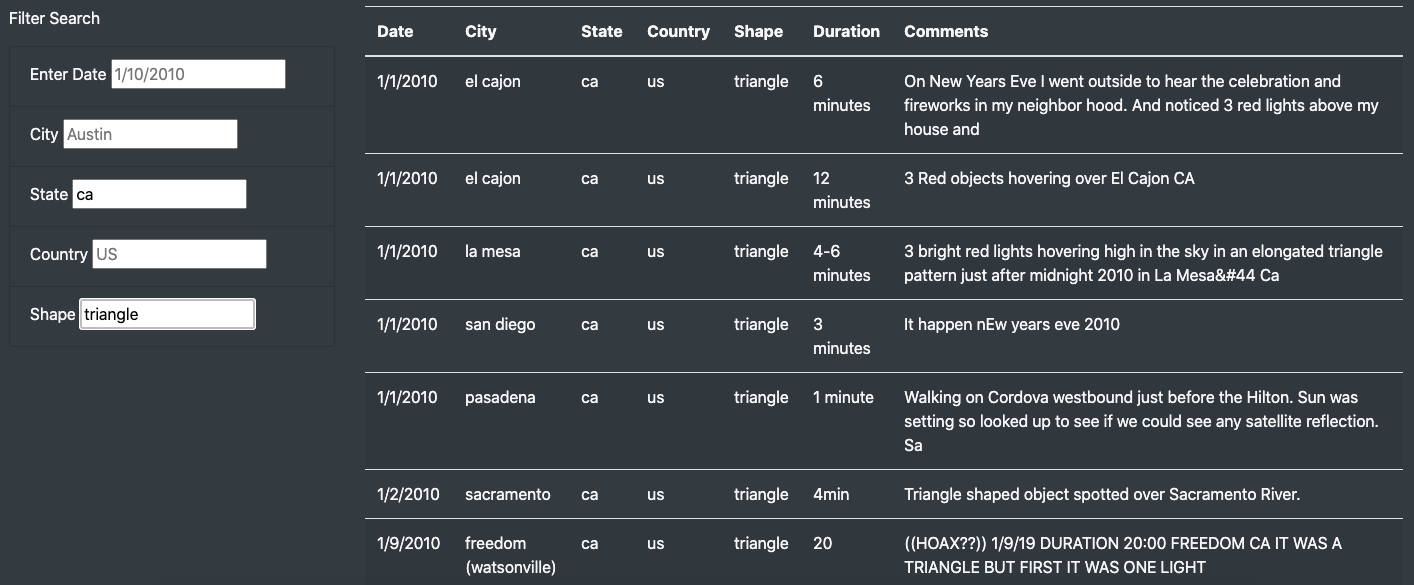 Filter Search
Enter Date 1/10/2010
City Austin
State ca
Country US
Shape triangle
Date City State Country Shape Duration Comments
1/1/2010 el cajon ca us triangle 6 On New Years Eve I went outside to hear the celebration and
minutes fireworks in my neighbor hood. And noticed 3 red lights above my
house and
1/1/2010 el cajon ca us triangle 12 3 Red objects hovering over El Cajon CA
minutes
1/1/2010 la mesa ca us triangle 4-6 3 bright red lights hovering high in the sky in an elongated triangle
minutes pattern just after midnight 2010 in La Mesa&#44 Ca
1/1/2010 san diego ca us triangle 3 It happen nEw years eve 2010
minutes
1/1/2010 pasadena ca us triangle 1 minute Walking on Cordova westbound just before the Hilton. Sun was
setting so looked up to see if we could see any satellite reflection.
Sa
1/2/2010 sacramento ca us triangle 4min Triangle shaped object spotted over Sacramento River.
1/9/2010 freedom ca us triangle 20 ((HOAX??)) 1/9/19 DURATION 20:00 FREEDOM CA IT WAS A
(watsonville) TRIANGLE BUT FIRST IT WAS ONE LIGHT